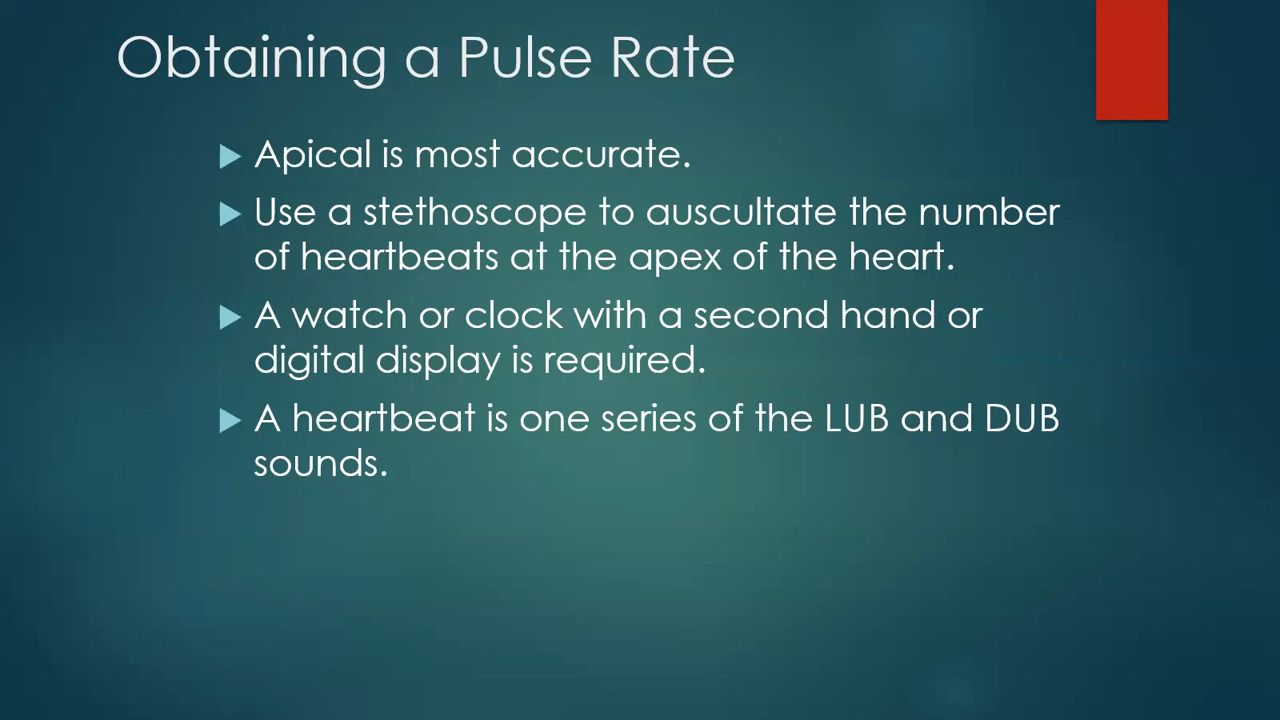 Obtaining a Pulse Rate
Apical is most accurate.
Use a stethoscope to auscultate the number
of heartbeats at the apex of the heart.
A watch or clock with a second hand or
digital display is required.
A heartbeat is one series of the LUB and DUB
sounds.